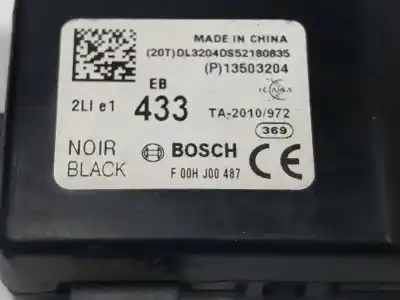 MADE IN CHINA
(20T)DL3204DS52180835
(P)13503204
EB
2LI e1 433
ICASA
TA-2010/972
369
NOIR
BLACK
BOSCH
F 00H J00 487
CE